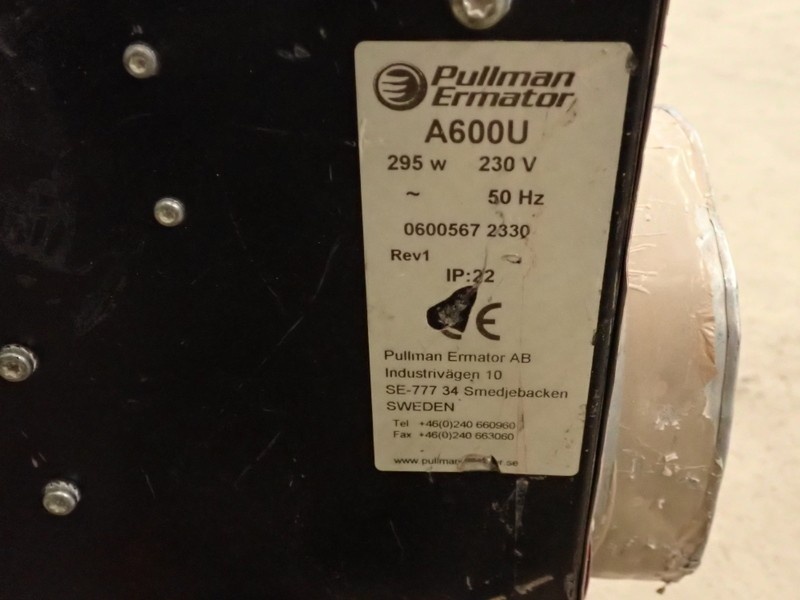 Pullman
Ermator
A600U
295 w 230 V
~ 50 Hz
0600567 2330
Rev1
IP:22
CE
Pullman Ermator AB
Industrivägen 10
SE-777 34 Smedjebacken
SWEDEN
Tel +46(0)240 660960
Fax +46(0)240 663060